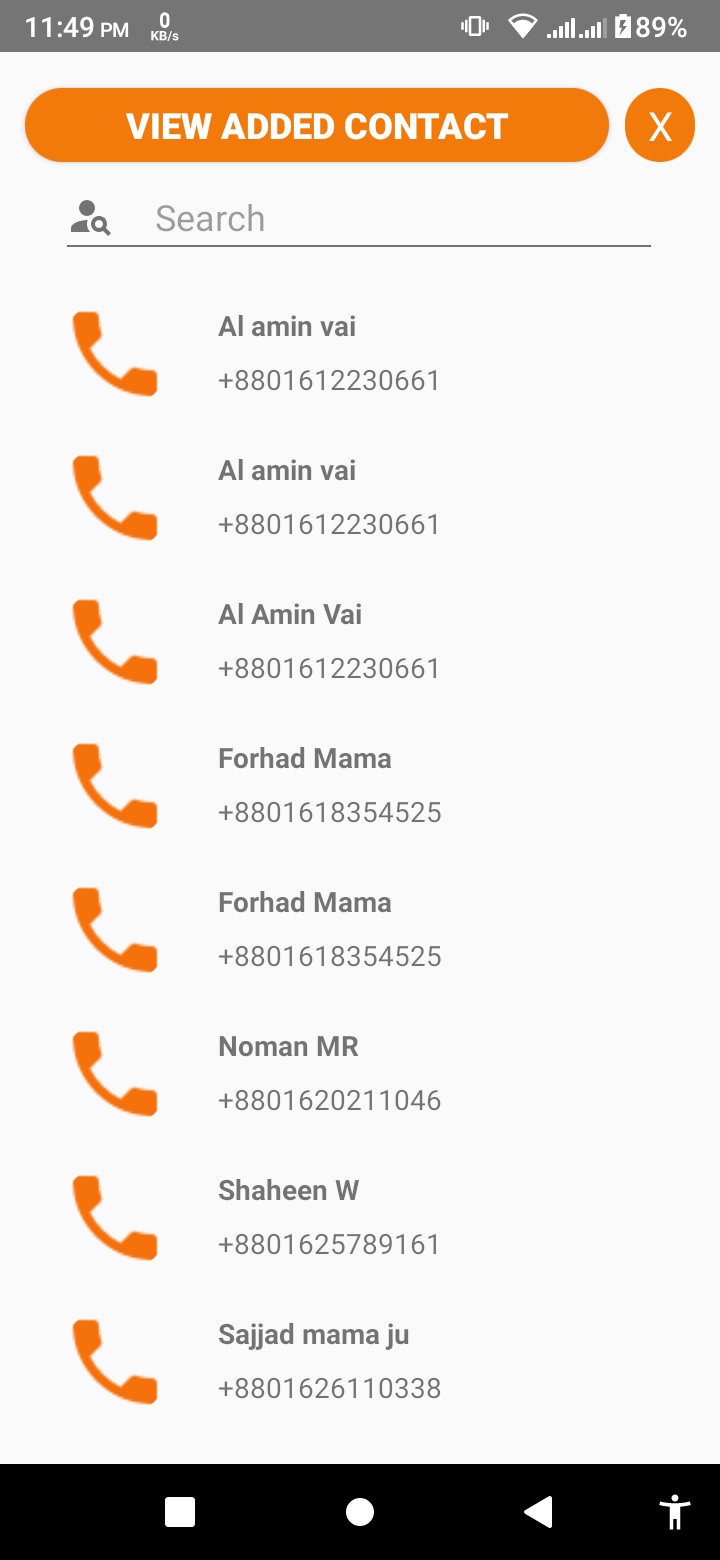 11:49 PM 0 KB/s 89%
VIEW ADDED CONTACT X
Search
Al amin vai
+8801612230661
Al amin vai
+8801612230661
Al Amin Vai
+8801612230661
Forhad Mama
+8801618354525
Forhad Mama
+8801618354525
Noman MR
+8801620211046
Shaheen W
+8801625789161
Sajjad mama ju
+8801626110338